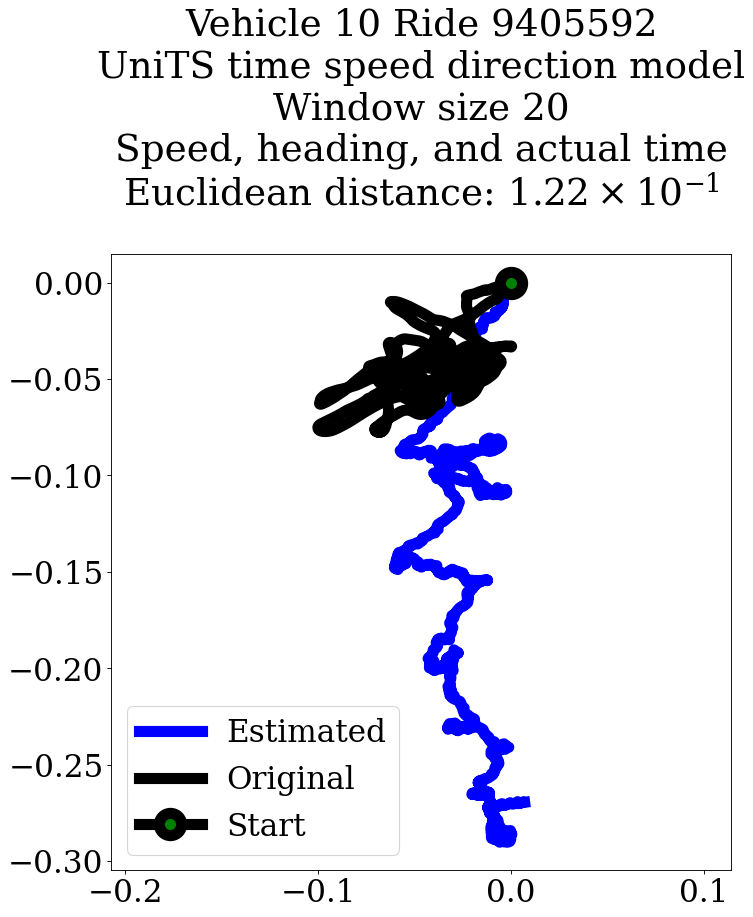 Vehicle 10 Ride 9405592
UniTS time speed direction model
Window size 20
Speed, heading, and actual time
Euclidean distance: 1.22 × 10⁻¹
0.00
−0.05
−0.10
−0.15
−0.20
−0.25
−0.30
Estimated
Original
Start
−0.2 −0.1 0.0 0.1